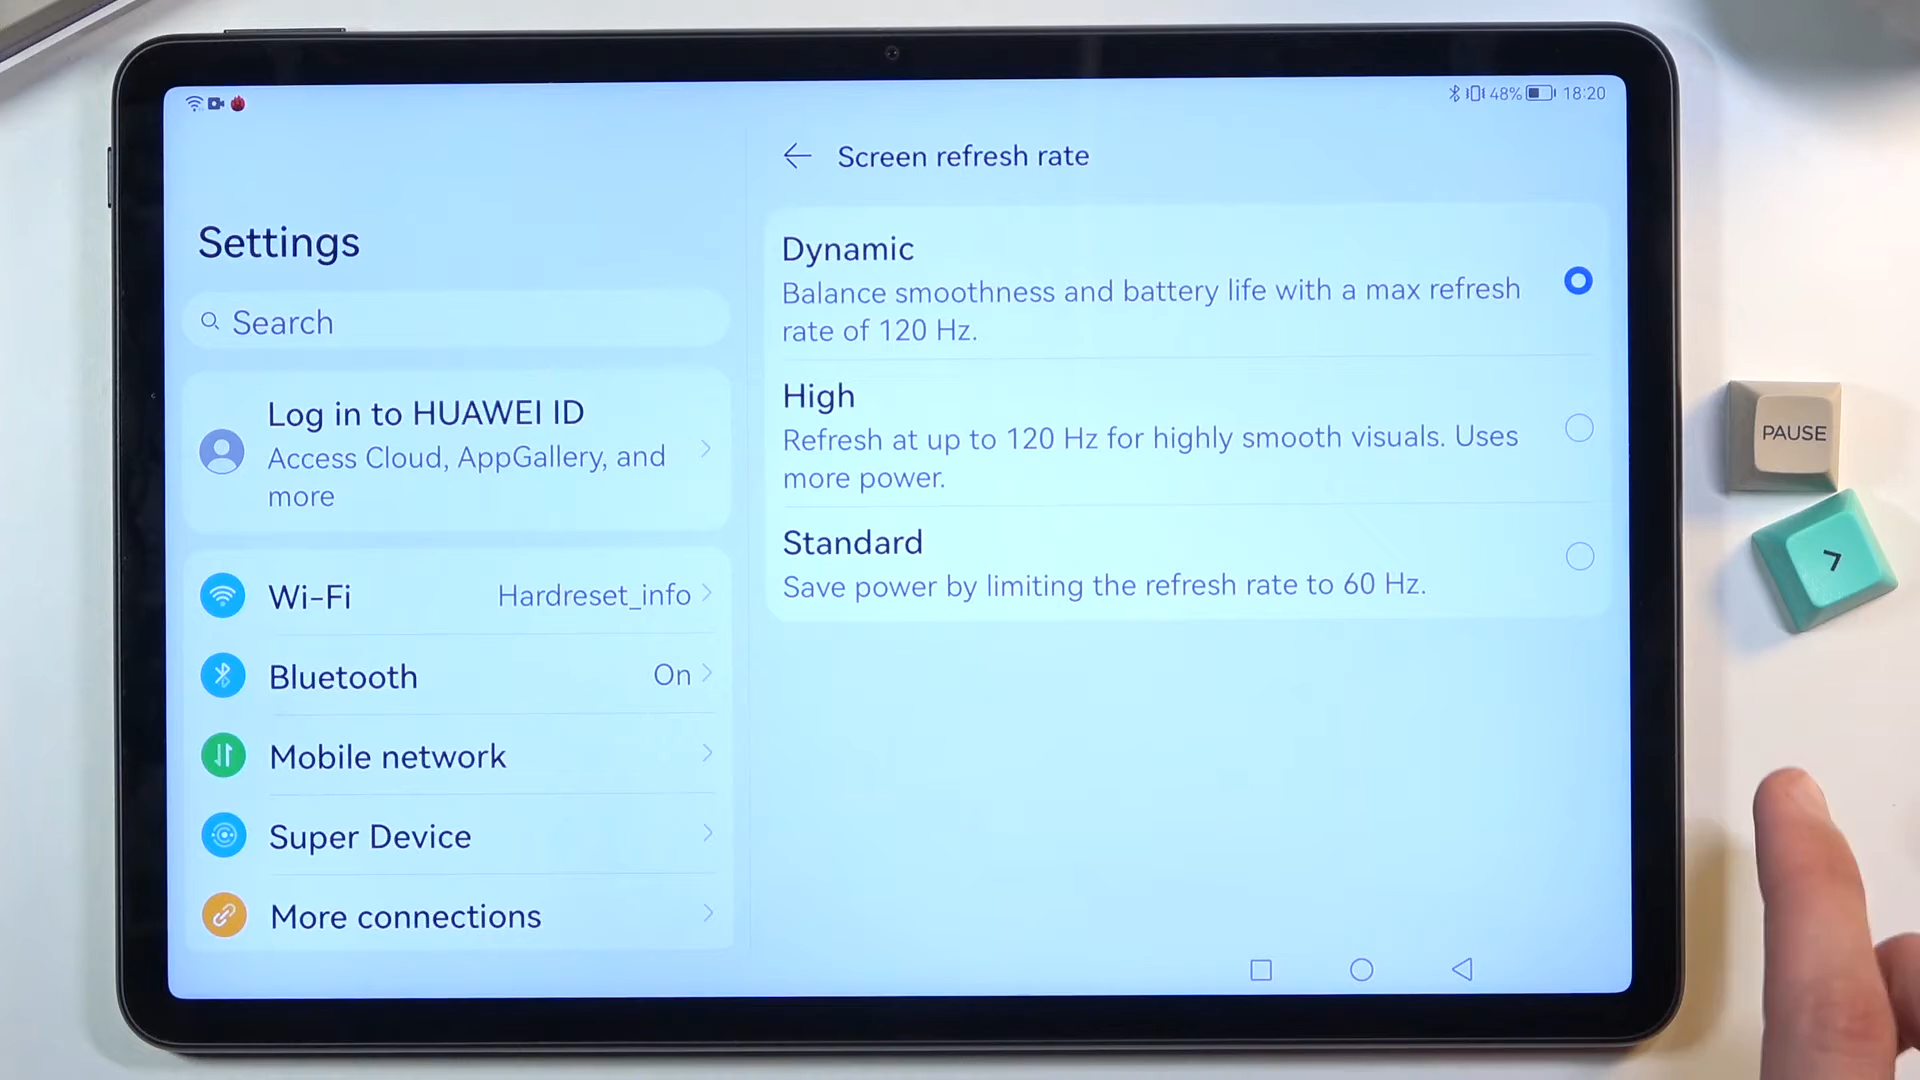 48% 18:20
Settings
Search
Log in to HUAWEI ID
Access Cloud, AppGallery, and
more
Wi-Fi Hardreset_info
Bluetooth On
Mobile network
Super Device
More connections
Screen refresh rate
Dynamic
Balance smoothness and battery life with a max refresh
rate of 120 Hz.
High
Refresh at up to 120 Hz for highly smooth visuals. Uses
more power.
Standard
Save power by limiting the refresh rate to 60 Hz.
PAUSE
>